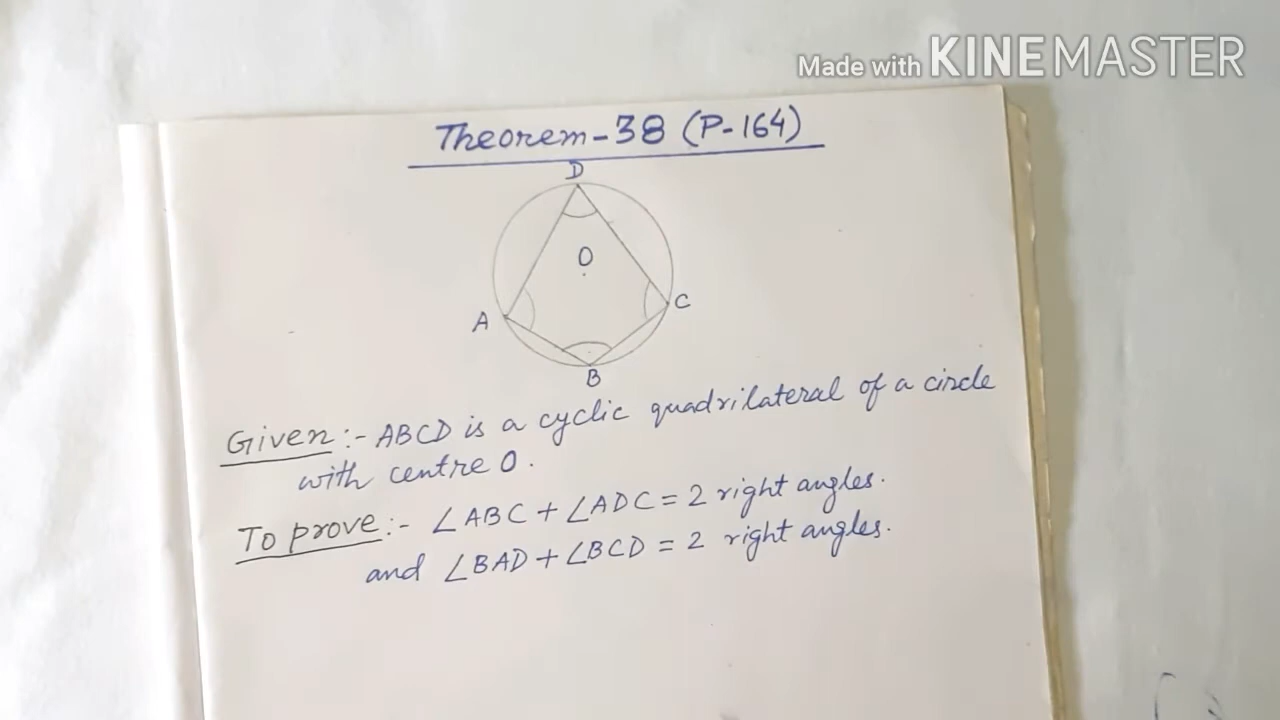 Made with KINEMASTER
Theorem-38 (P-164)
D
O
A
C
B
Given:- ABCD is a cyclic quadrilateral of a circle
with centre O.
To prove:- ∠ABC + ∠ADC = 2 right angles.
and ∠BAD + ∠BCD = 2 right angles.